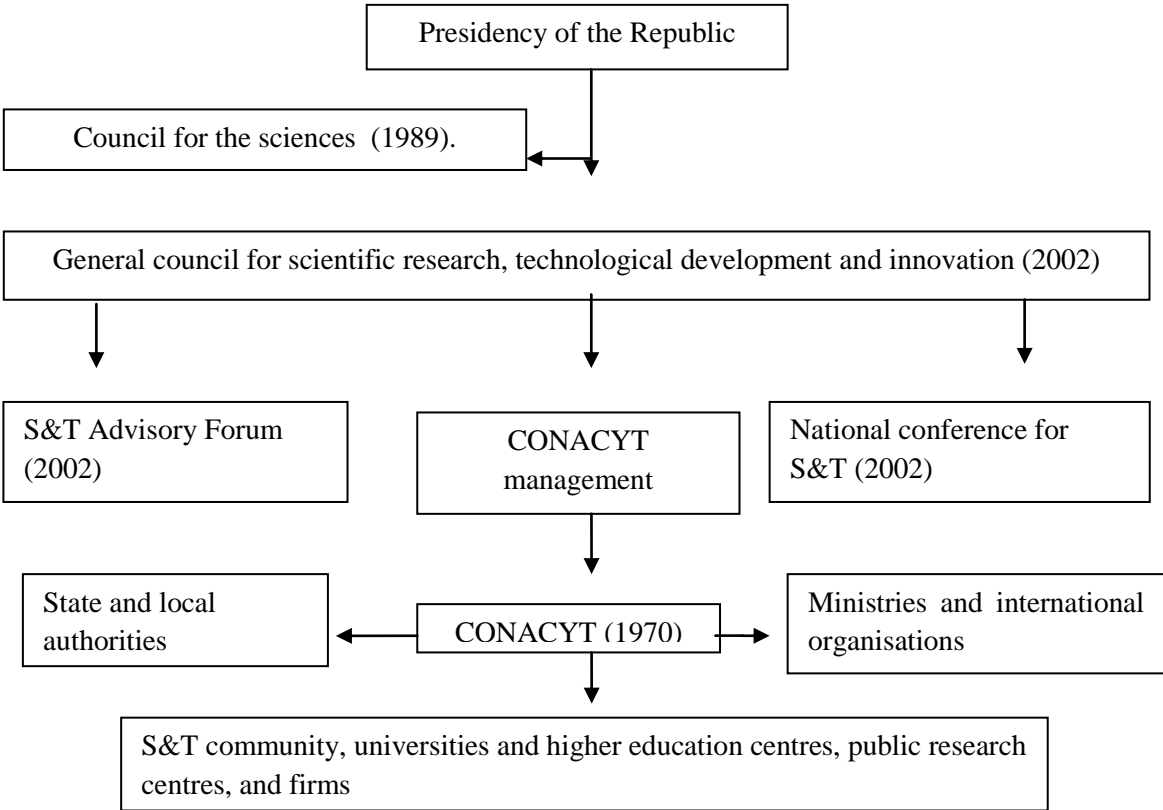 Presidency of the Republic
Council for the sciences (1989).
General council for scientific research, technological development and innovation (2002)
S&T Advisory Forum
(2002)
CONACYT
management
National conference for
S&T (2002)
State and local
authorities
CONACYT (1970)
Ministries and international
organisations
S&T community, universities and higher education centres, public research
centres, and firms